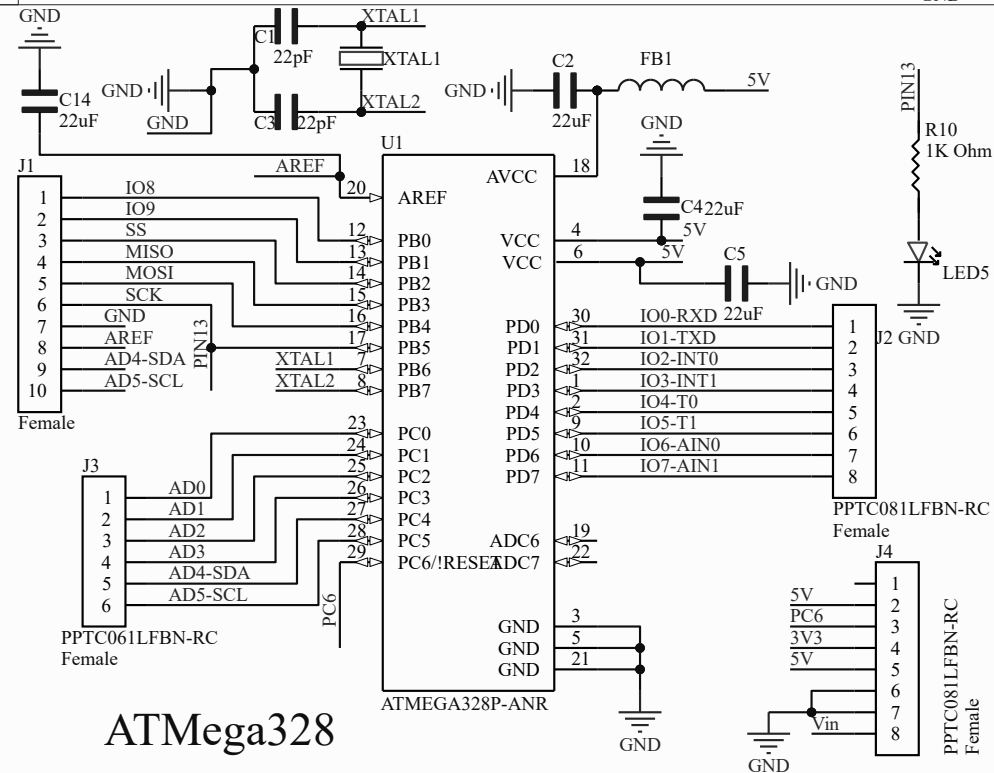 GND
C14
22uF
C1
22pF
XTAL1
XTAL1
XTAL2
GND
GND
C3
22pF
GND
C2
22uF
FB1
5V
GND
PIN13
R10
1K Ohm
LED5
GND
J1
1 IO8
2 IO9
3 SS
4 MISO
5 MOSI
6 SCK
7 GND
8 AREF
9 AD4-SDA
10 AD5-SCL
Female
PIN13
AREF
XTAL1
XTAL2
U1
20 AREF
12 PB0
13 PB1
14 PB2
15 PB3
16 PB4
17 PB5
7 PB6
8 PB7
23 PC0
24 PC1
25 PC2
26 PC3
27 PC4
28 PC5
29 PC6/!RESET
PC6
AVCC 18
VCC 4 5V
VCC 6 5V
C4 22uF
C5
22uF
GND
PD0 30 IO0-RXD
PD1 31 IO1-TXD
PD2 32 IO2-INT0
PD3 1 IO3-INT1
PD4 2 IO4-T0
PD5 9 IO5-T1
PD6 10 IO6-AIN0
PD7 11 IO7-AIN1
ADC6 19
ADC7 22
GND 3
GND 5
GND 21
GND
ATMEGA328P-ANR
J2
1
2
3
4
5
6
7
8
PPTC081LFBN-RC
Female
J3
1 AD0
2 AD1
3 AD2
4 AD3
5 AD4-SDA
6 AD5-SCL
PPTC061LFBN-RC
Female
J4
1
5V 2
PC6 3
3V3 4
5V 5
6
7
Vin 8
GND
PPTC081LFBN-RC
Female
ATMega328